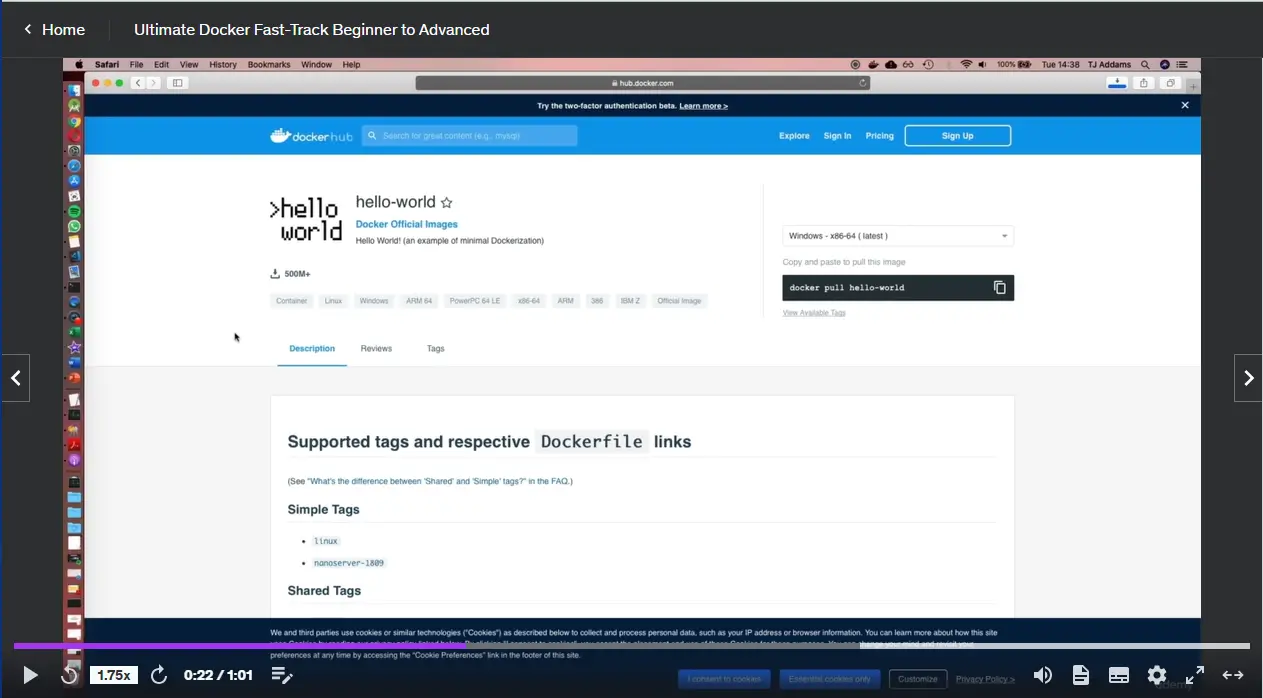 Home
Ultimate Docker Fast-Track Beginner to Advanced
Safari File Edit View History Bookmarks Window Help
100% Tue 14:38 TJ Addams
hub.docker.com
Try the two-factor authentication beta. Learn more >
docker hub
Search for great content (e.g., mysql)
Explore
Sign In
Pricing
Sign Up
>hello
world
hello-world
Docker Official Images
Hello World! (an example of minimal Dockerization)
500M+
Container Linux Windows ARM 64 PowerPC 64 LE x86-64 ARM 386 IBM Z Official Image
Windows - x86-64 ( latest )
Copy and paste to pull this image
docker pull hello-world
View Available Tags
Description Reviews Tags
Supported tags and respective Dockerfile links
(See "What's the difference between 'Shared' and 'Simple' tags?" in the FAQ.)
Simple Tags
linux
nanoserver-1809
Shared Tags
We and third parties use cookies or similar technologies ("Cookies") as described below to collect and process personal data, such as your IP address or browser information. You can learn more about how this site
preferences at any time by accessing the "Cookie Preferences" link in the footer of this site.
I consent to cookies
Essential cookies only
Customize
Privacy Policy >
1.75x
0:22 / 1:01